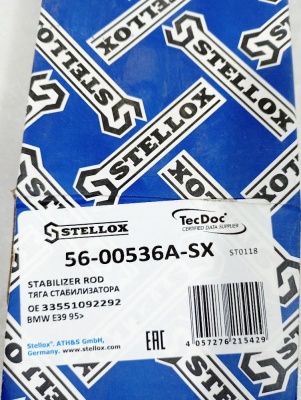 STELLOX
STELLOX
STELLOX
STELLOX
TecDoc
CERTIFIED DATA SUPPLIER
56-00536A-SX
ST0118
STABILIZER ROD
ТЯГА СТАБИЛИЗАТОРА
OE 33551092292
BMW E39 95>
Stellox®, ATH&S GmbH,
Germany. www.stellox.com
EAC
4 057276 215429